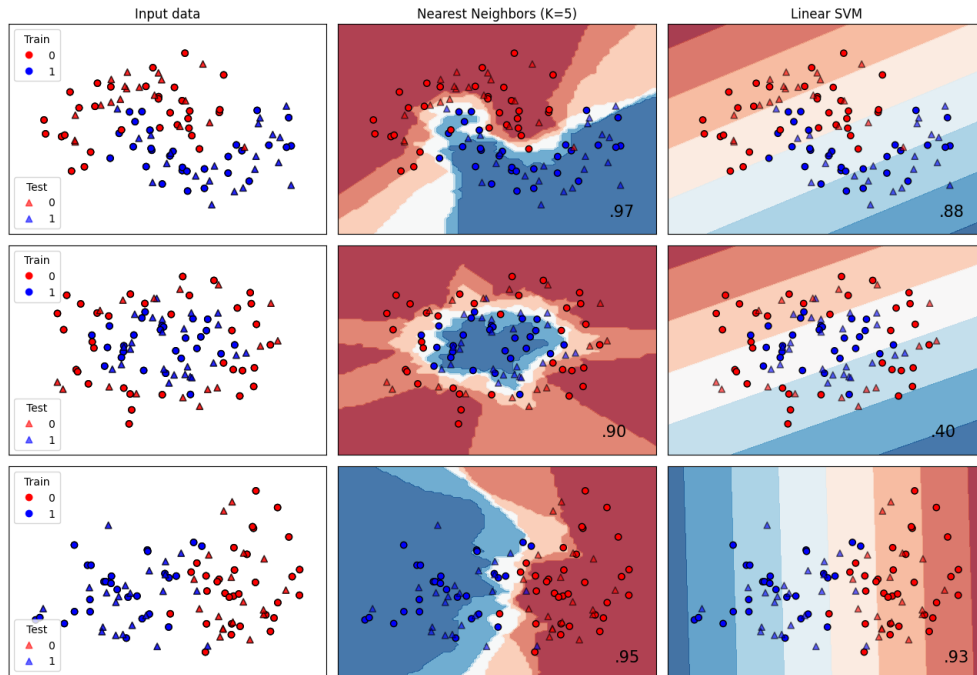 Input data
Nearest Neighbors (K=5)
Linear SVM
Train
0
1
Test
0
1
.97
.88
Train
0
1
Test
0
1
.90
.40
Train
0
1
Test
0
1
.95
.93